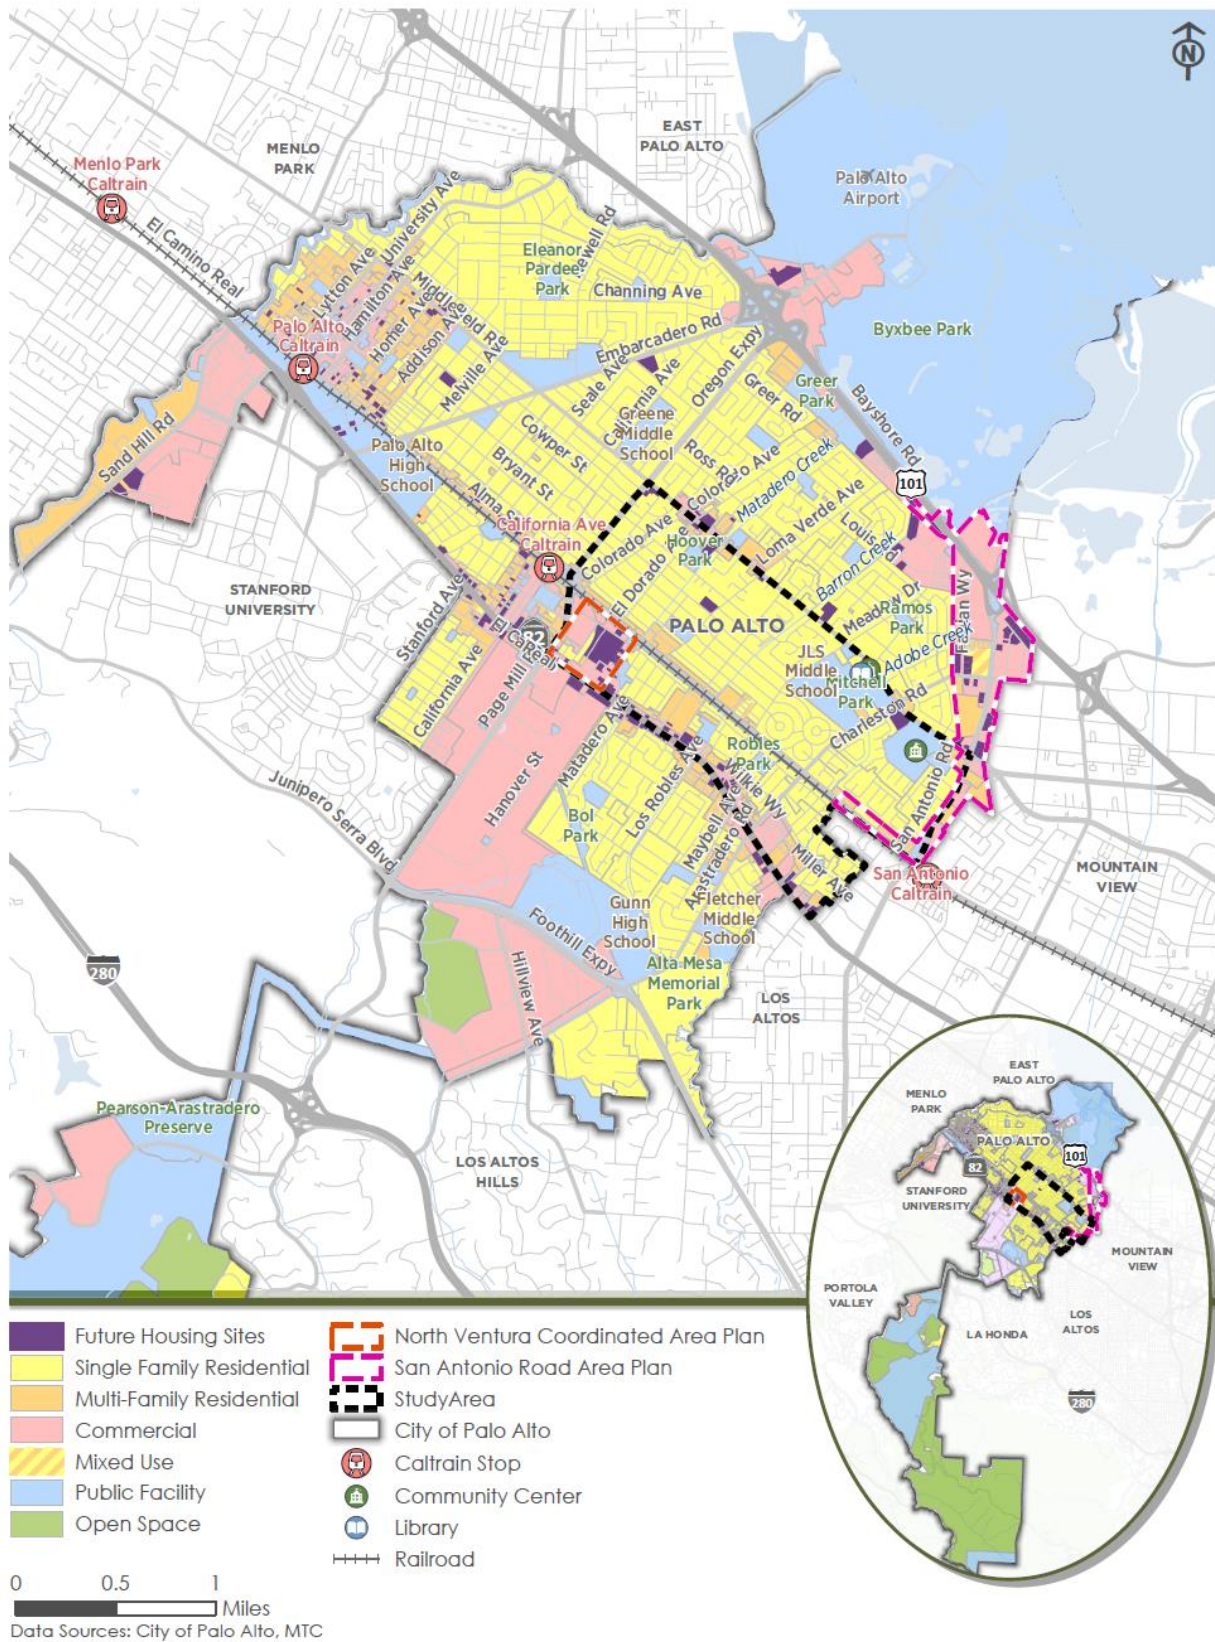 N
EAST
PALO ALTO
MENLO
PARK
Menlo Park
Caltrain
Palo Alto
Airport
El Camino Real
University Ave
Lytton Ave
Hamilton Ave
Homer Ave
Addison Ave
Middlefield Rd
Melville Ave
Eleanor
Pardee
Park
Newell Rd
Channing Ave
Embarcadero Rd
Byxbee Park
Palo Alto
Caltrain
Seale Ave
California Ave
Oregon Expy
Greer Rd
Greer
Park
Bayshore Rd
Sand Hill Rd
Palo Alto
High
School
Cowper St
Bryant St
Greene
Middle
School
Ross Rd
Colorado Ave
Matadero Creek
101
Alma St
California Ave
Caltrain
Colorado Ave
El Dorado Ave
Hoover
Park
Loma Verde Ave
Louis Rd
Barron Creek
STANFORD
UNIVERSITY
Stanford Ave
El Ca Real
82
PALO ALTO
Meadow Dr
Ramos
Park
Adobe Creek
Fabian Wy
JLS
Middle
School
Mitchell
Park
California Ave
Page Mill
Matadero Ave
Charleston Rd
Robles
Park
San Antonio Rd
Junipero Serra Blvd
Hanover St
Bol
Park
Los Robles Ave
Wilkie Wy
Maybell Ave
Arastradero Rd
Miller Ave
San Antonio
Caltrain
MOUNTAIN
VIEW
Gunn
High
School
Fletcher
Middle
School
Foothill Expy
Hillview Ave
Alta Mesa
Memorial
Park
LOS
ALTOS
280
Pearson-Arastradero
Preserve
LOS ALTOS
HILLS
EAST
PALO ALTO
MENLO
PARK
PALO ALTO
101
82
STANFORD
UNIVERSITY
MOUNTAIN
VIEW
PORTOLA
VALLEY
LOS
ALTOS
LA HONDA
280
Future Housing Sites
Single Family Residential
Multi-Family Residential
Commercial
Mixed Use
Public Facility
Open Space
North Ventura Coordinated Area Plan
San Antonio Road Area Plan
StudyArea
City of Palo Alto
Caltrain Stop
Community Center
Library
Railroad
0 0.5 1
Miles
Data Sources: City of Palo Alto, MTC